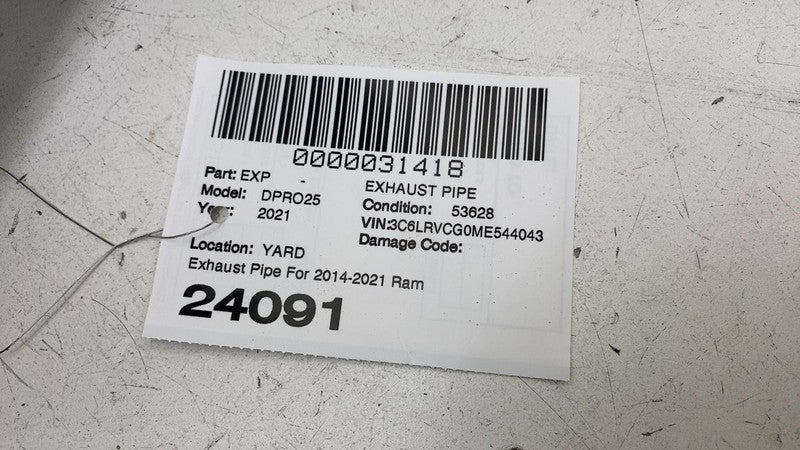 0000031418
Part: EXP - EXHAUST PIPE
Model: DPRO25 Condition: 53628
Year: 2021 VIN:3C6LRVCG0ME544043
Damage Code:
Location: YARD
Exhaust Pipe For 2014-2021 Ram
24091